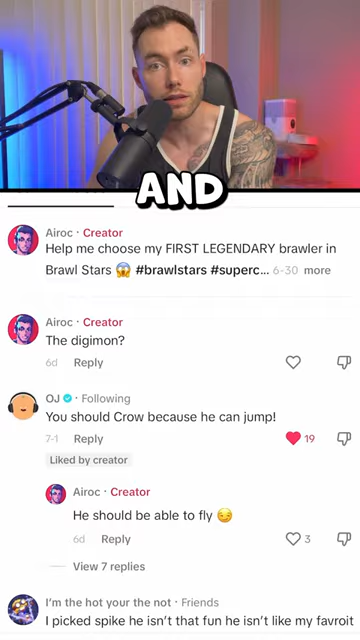 AND
Airoc · Creator
Help me choose my FIRST LEGENDARY brawler in
Brawl Stars 😱 #brawlstars #superc... 6-30 more
Airoc · Creator
The digimon?
6d Reply
OJ · Following
You should Crow because he can jump!
7-1 Reply 19
Liked by creator
Airoc · Creator
He should be able to fly 😏
6d Reply 3
View 7 replies
I'm the hot your the not · Friends
I picked spike he isn't that fun he isn't like my favroit